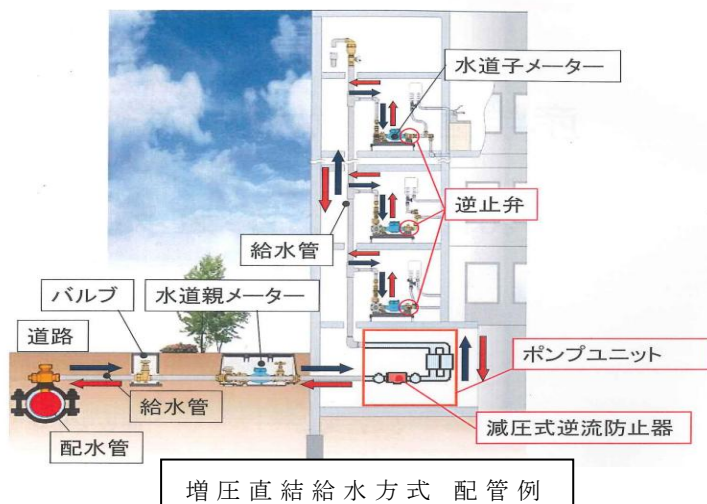 水道子メーター
逆止弁
給水管
バルブ
水道親メーター
道路
ポンプユニット
給水管
減圧式逆流防止器
配水管
増圧直結給水方式 配管例